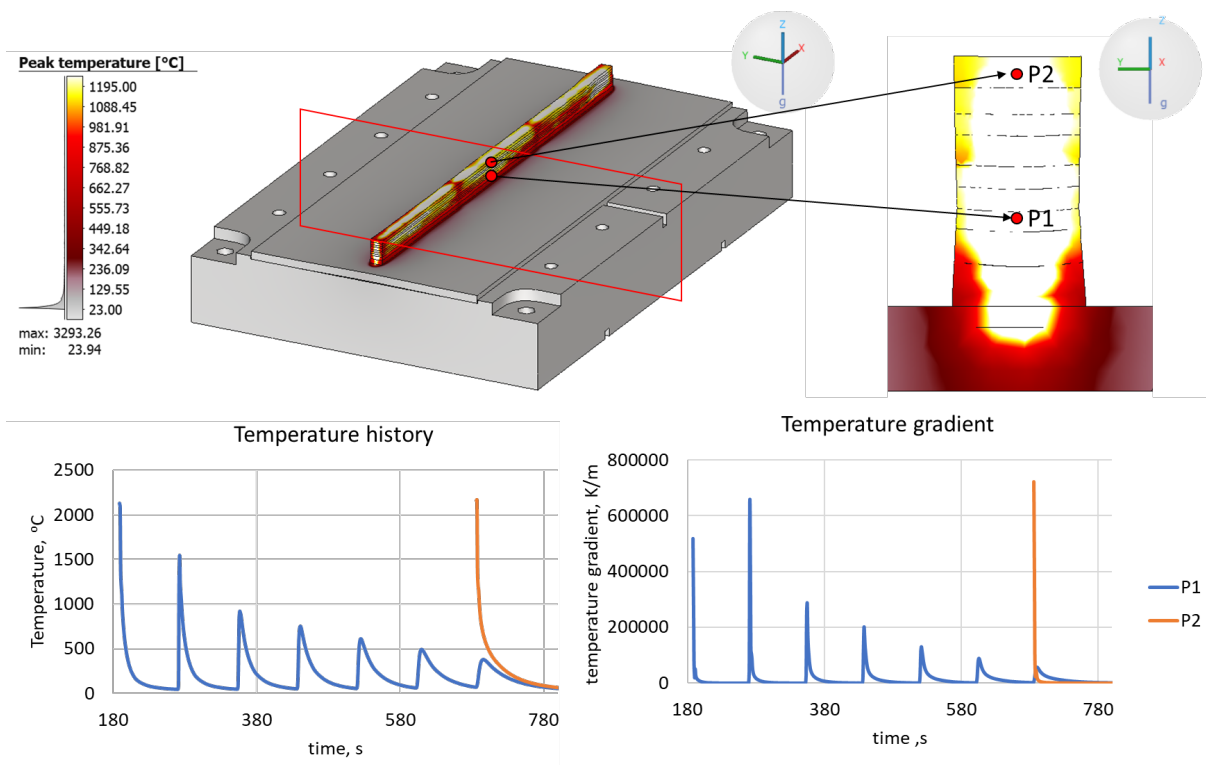 Peak temperature [°C]
1195.00
1088.45
981.91
875.36
768.82
662.27
555.73
449.18
342.64
236.09
129.55
23.00
max: 3293.26
min: 23.94
Z
Y
X
g
P2
P1
Z
Y
X
g
Temperature history
2500
2000
1500
1000
500
0
Temperature, ºC
180
380
580
780
time, s
Temperature gradient
800000
600000
400000
200000
0
temperature gradient, K/m
180
380
580
780
time ,s
P1
P2